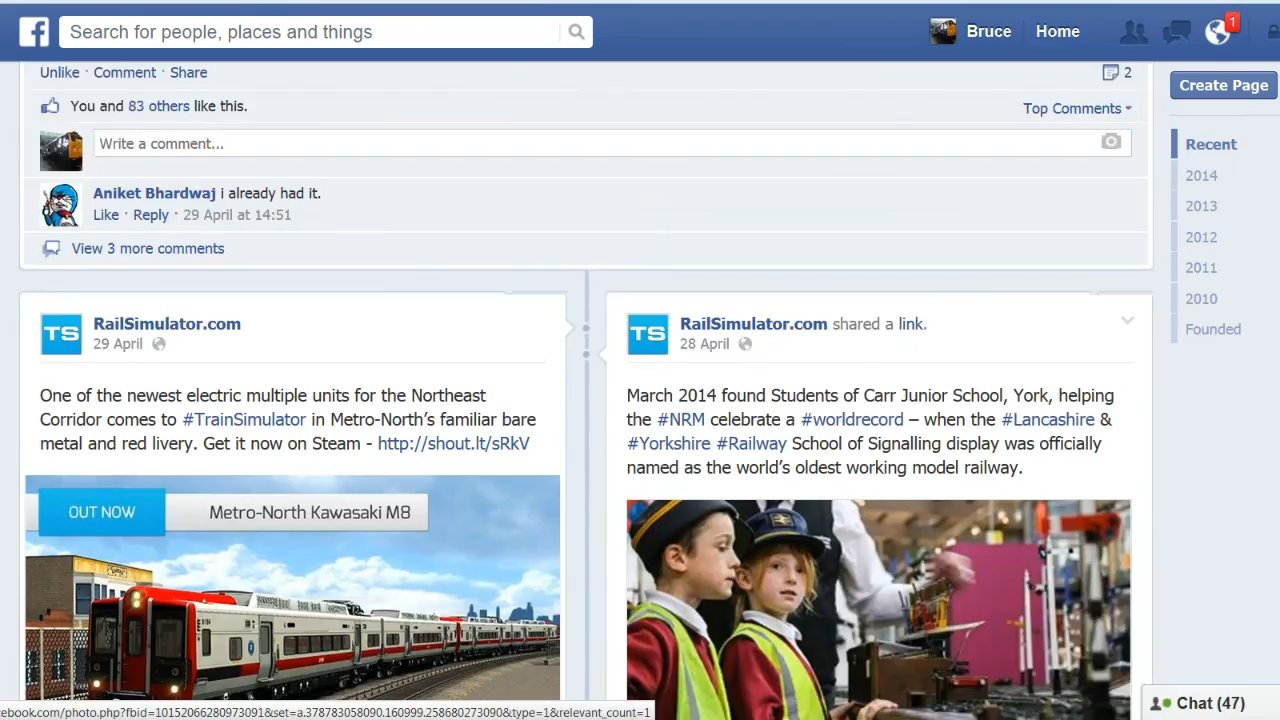 Search for people, places and things
Bruce
Home
1
Unlike · Comment · Share
2
You and 83 others like this.
Top Comments
Write a comment...
Aniket Bhardwaj i already had it.
Like · Reply · 29 April at 14:51
View 3 more comments
Create Page
Recent
2014
2013
2012
2011
2010
Founded
TS
RailSimulator.com
29 April
One of the newest electric multiple units for the Northeast
Corridor comes to #TrainSimulator in Metro-North’s familiar bare
metal and red livery. Get it now on Steam - http://shout.lt/sRkV
OUT NOW
Metro-North Kawasaki M8
TS
RailSimulator.com shared a link.
28 April
March 2014 found Students of Carr Junior School, York, helping
the #NRM celebrate a #worldrecord – when the #Lancashire &
#Yorkshire #Railway School of Signalling display was officially
named as the world’s oldest working model railway.
cebook.com/photo.php?fbid=10152066280973091&set=a.378783083090.160999.258623773090&type=1&relevant_count=1
Chat (47)